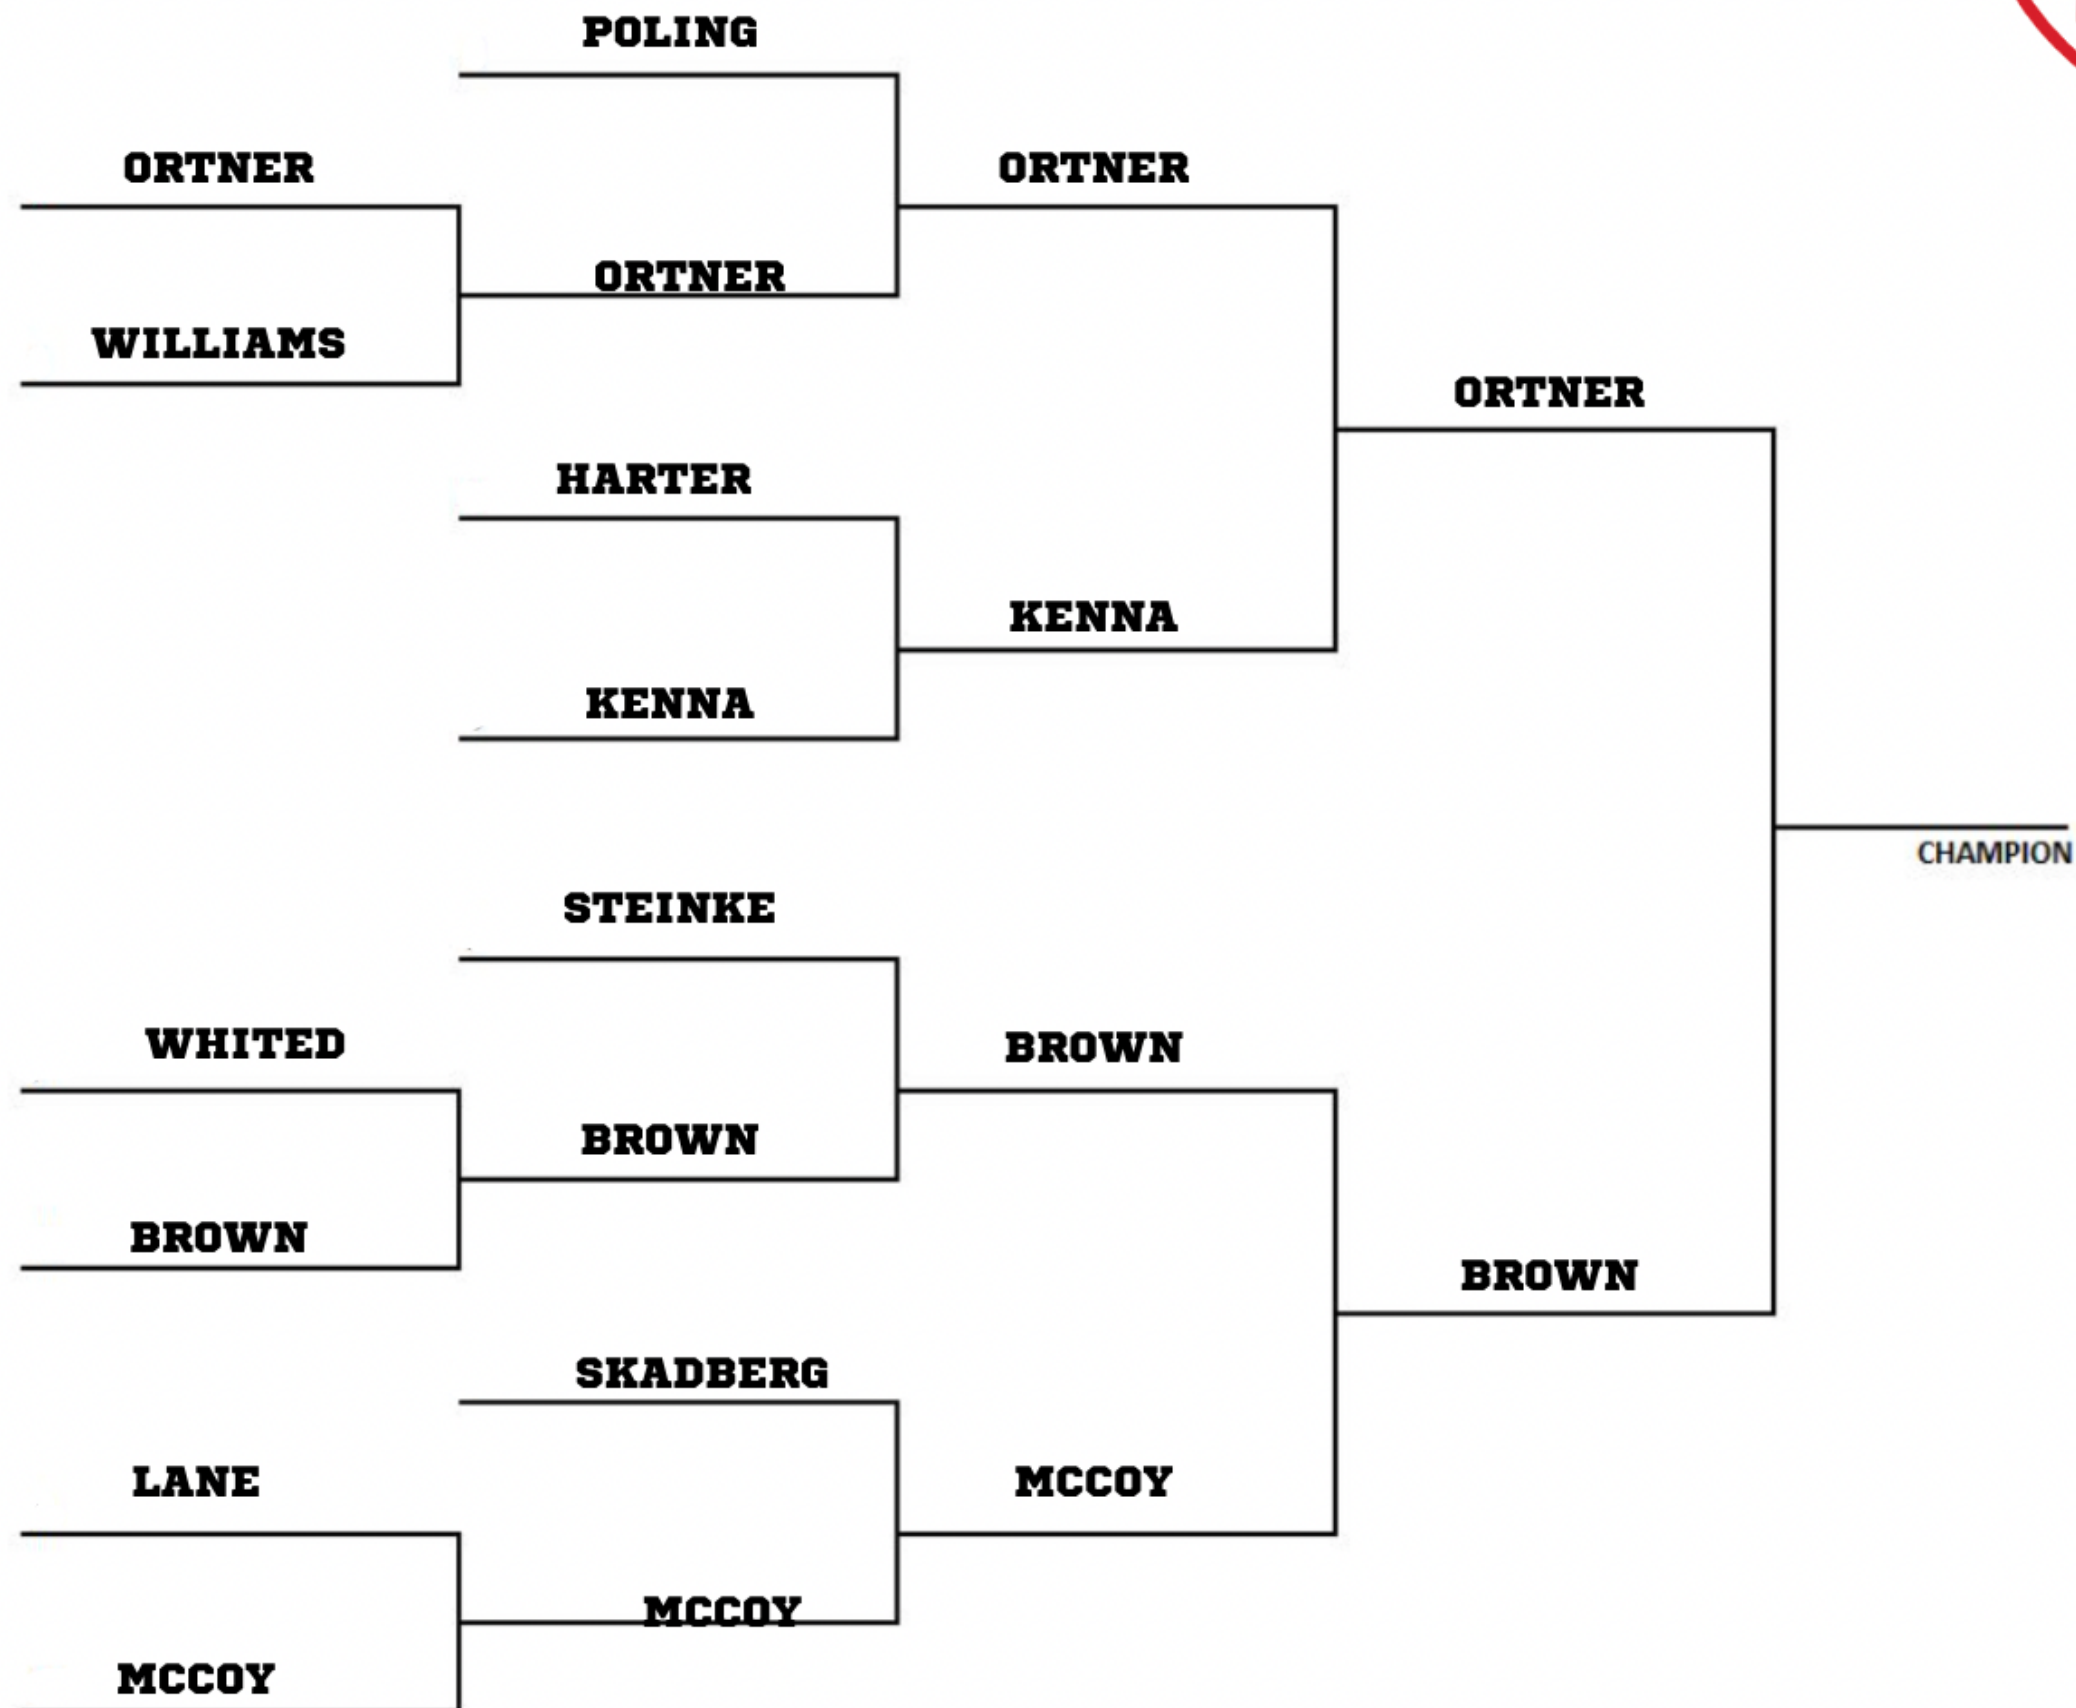 POLING
ORTNER
ORTNER
ORTNER
WILLIAMS
ORTNER
HARTER
KENNA
KENNA
CHAMPION
STEINKE
WHITED
BROWN
BROWN
BROWN
BROWN
SKADBERG
LANE
MCCOY
MCCOY
MCCOY